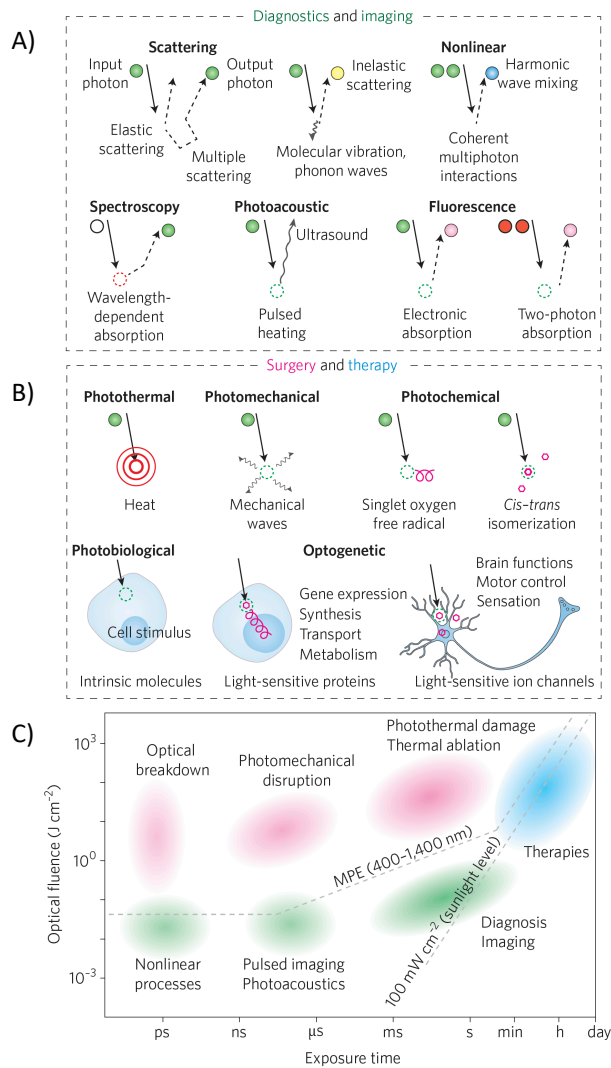 A)
Diagnostics and imaging
Scattering
Nonlinear
Input photon
Output photon
Inelastic scattering
Harmonic wave mixing
Elastic scattering
Multiple scattering
Molecular vibration, phonon waves
Coherent multiphoton interactions
Spectroscopy
Photoacoustic
Fluorescence
Ultrasound
Wavelength-dependent absorption
Pulsed heating
Electronic absorption
Two-photon absorption
B)
Surgery and therapy
Photothermal
Photomechanical
Photochemical
Heat
Mechanical waves
Singlet oxygen free radical
Cis–trans isomerization
Photobiological
Optogenetic
Cell stimulus
Gene expression
Synthesis
Transport
Metabolism
Brain functions
Motor control
Sensation
Intrinsic molecules
Light-sensitive proteins
Light-sensitive ion channels
C)
Optical fluence (J cm⁻²)
10³
10⁰
10⁻³
Optical breakdown
Photomechanical disruption
Photothermal damage
Thermal ablation
MPE (400–1,400 nm)
100 mW cm⁻² (sunlight level)
Therapies
Diagnosis
Imaging
Nonlinear processes
Pulsed imaging
Photoacoustics
ps
ns
μs
ms
s
min
h
day
Exposure time